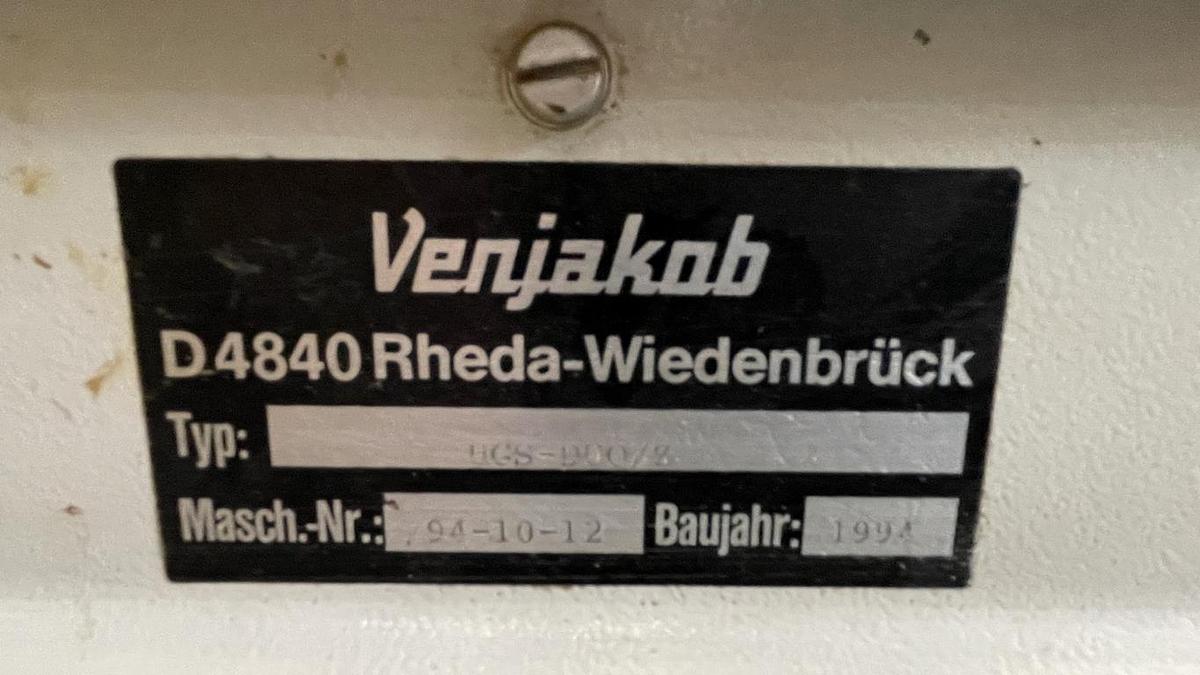 Venjakob
D4840 Rheda-Wiedenbrück
Typ:
Masch.-Nr.: 94-10-12 Baujahr: 1994